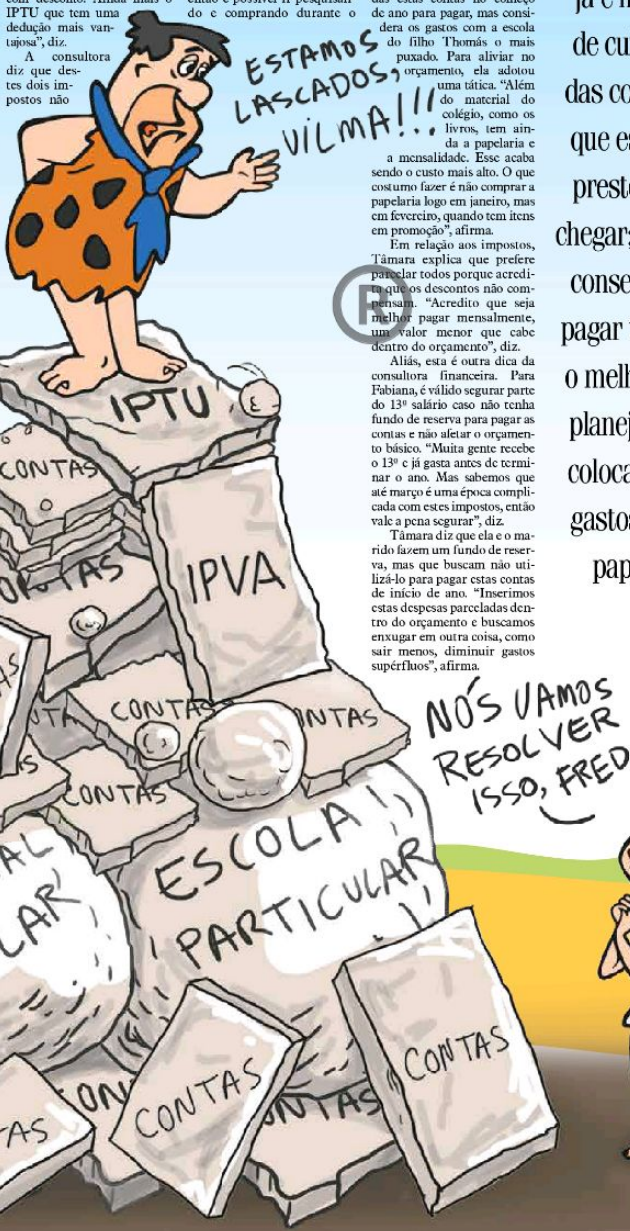 com desconto. Ainda mais o
IPTU que tem uma
dedução mais van-
tajosa”, diz.
A consultora
diz que des-
tes dois im-
postos não
então é possível ir pesquisan-
do e comprando durante o
das estas contas no começo
de ano para pagar, mas consi-
dera os gastos com a escola
do filho Thomás o mais
puxado. Para aliviar no
orçamento, ela adotou
uma tática. “Além
do material do
colégio, como os
livros, tem ain-
da a papelaria e
a mensalidade. Esse acaba
sendo o custo mais alto. O que
costumo fazer é não comprar a
papelaria logo em janeiro, mas
em fevereiro, quando tem itens
em promoção”, afirma.
Em relação aos impostos,
Tâmara explica que prefere
parcelar todos porque acredi-
ta que os descontos não com-
pensam. “Acredito que seja
melhor pagar mensalmente,
um valor menor que cabe
dentro do orçamento”, diz.
Aliás, esta é outra dica da
consultora financeira. Para
Fabiana, é válido segurar parte
do 13º salário caso não tenha
fundo de reserva para pagar as
contas e não afetar o orçamen-
to básico. “Muita gente recebe
o 13º e já gasta antes de termi-
nar o ano. Mas sabemos que
até março é uma época compli-
cada com estes impostos, então
vale a pena segurar”, diz.
Tâmara diz que ela e o ma-
rido fazem um fundo de reser-
va, mas que buscam não uti-
lizá-lo para pagar estas contas
de início de ano. “Inserimos
estas despesas parceladas den-
tro do orçamento e buscamos
enxugar em outra coisa, como
sair menos, diminuir gastos
supérfluos”, afirma.
de cu
das co
que es
prest
chegar;
conse
pagar
o melh
planej
coloca
gastos
pap
ESTAMOS
LASCADOS,
VILMA!!!
®
IPTU
CONTAS
IPVA
CONTAS
CONTAS
CONTAS
NÓS VAMOS
RESOLVER
ISSO, FRED
ESCOLA
PARTICULAR
CONTAS
CONTAS